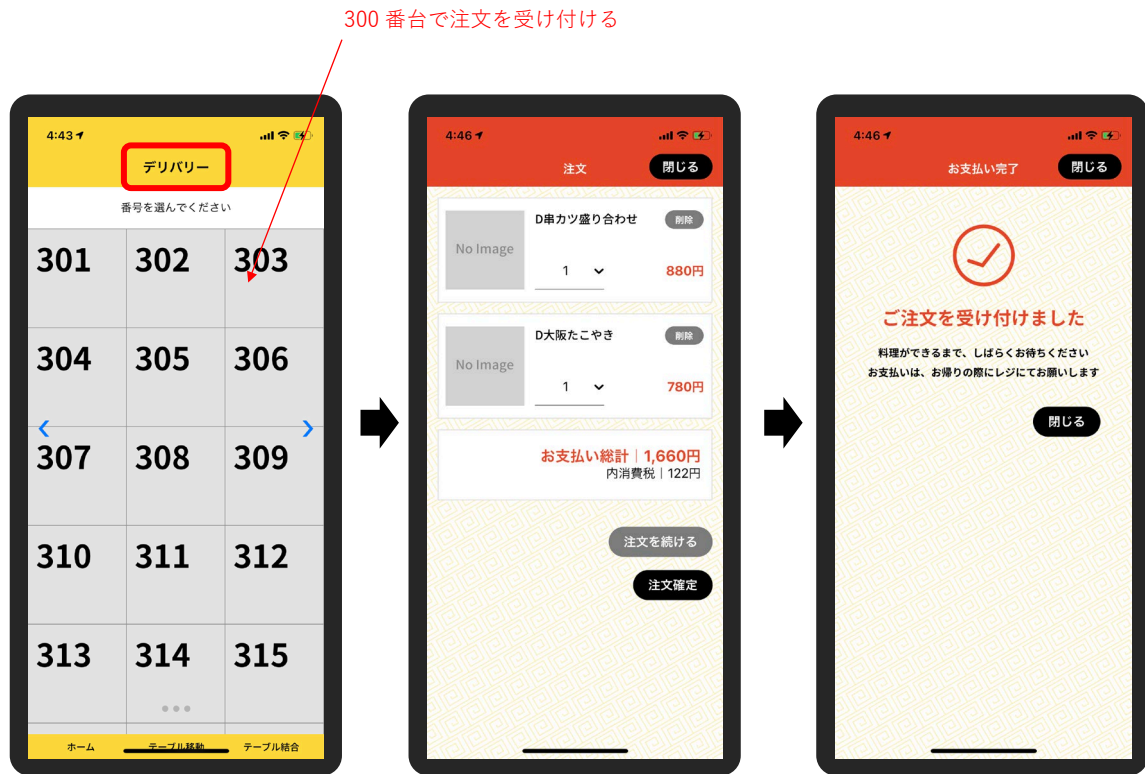 300 番台で注文を受け付ける
4:43
デリバリー
番号を選んでください
301 302 303
304 305 306
307 308 309
310 311 312
313 314 315
ホーム テーブル移動 テーブル結合
4:46
注文 閉じる
D串カツ盛り合わせ 削除
No Image
1 880円
D大阪たこやき 削除
No Image
1 780円
お支払い総計｜1,660円
内消費税｜122円
注文を続ける
注文確定
4:46
お支払い完了 閉じる
ご注文を受け付けました
料理ができるまで、しばらくお待ちください
お支払いは、お帰りの際にレジにてお願いします
閉じる